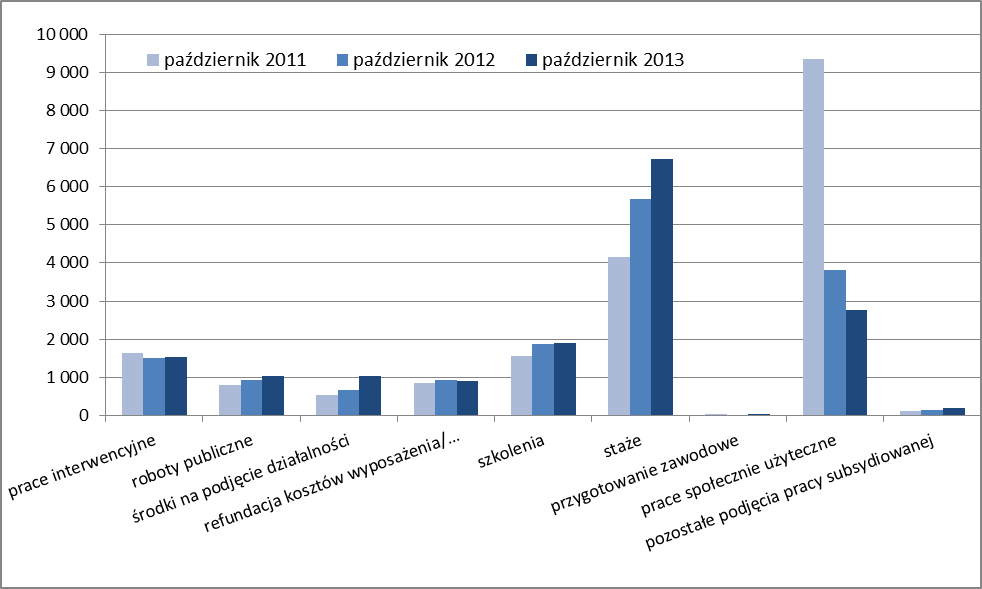 10 000
9 000
8 000
7 000
6 000
5 000
4 000
3 000
2 000
1 000
0
październik 2011 październik 2012 październik 2013
prace interwencyjne
roboty publiczne
środki na podjęcie działalności
refundacja kosztów wyposażenia/...
szkolenia
staże
przygotowanie zawodowe
prace społecznie użyteczne
pozostałe podjęcia pracy subsydiowanej